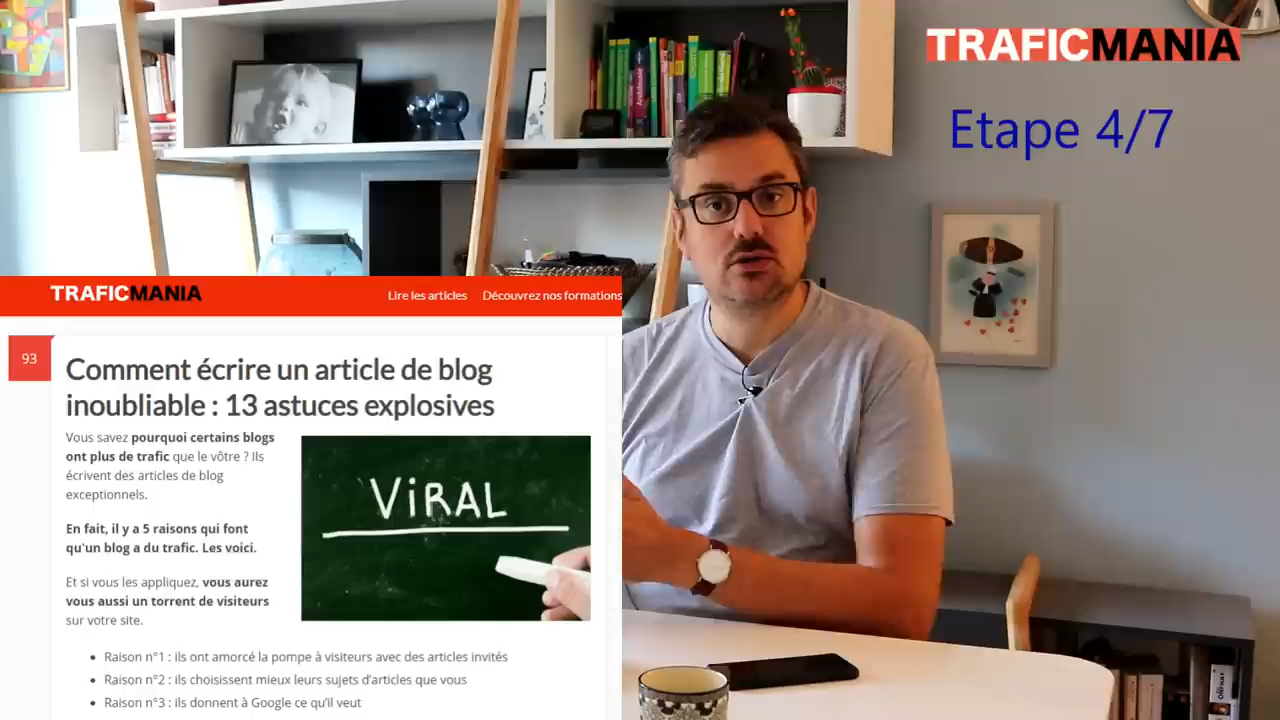 TRAFICMANIA
Etape 4/7
TRAFICMANIA
Lire les articles
Découvrez nos formations
93
Comment écrire un article de blog
inoubliable : 13 astuces explosives
Vous savez pourquoi certains blogs
ont plus de trafic que le vôtre ? Ils
écrivent des articles de blog
exceptionnels.
En fait, il y a 5 raisons qui font
qu'un blog a du trafic. Les voici.
Et si vous les appliquez, vous aurez
vous aussi un torrent de visiteurs
sur votre site.
VIRAL
• Raison n°1 : ils ont amorcé la pompe à visiteurs avec des articles invités
• Raison n°2 : ils choisissent mieux leurs sujets d’articles que vous
• Raison n°3 : ils donnent à Google ce qu’il veut